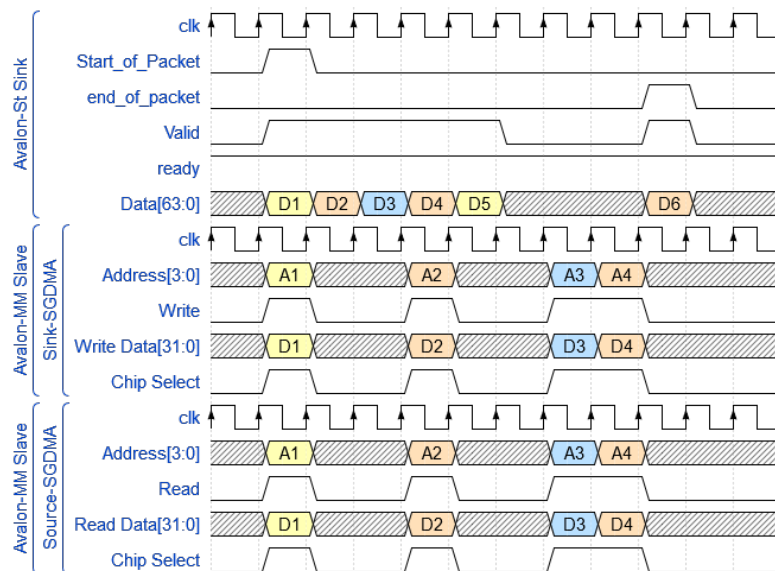 Avalon-St Sink
clk
Start_of_Packet
end_of_packet
Valid
ready
Data[63:0] D1 D2 D3 D4 D5 D6
Avalon-MM Slave
Sink-SGDMA
clk
Address[3:0] A1 A2 A3 A4
Write
Write Data[31:0] D1 D2 D3 D4
Chip Select
Avalon-MM Slave
Source-SGDMA
clk
Address[3:0] A1 A2 A3 A4
Read
Read Data[31:0] D1 D2 D3 D4
Chip Select